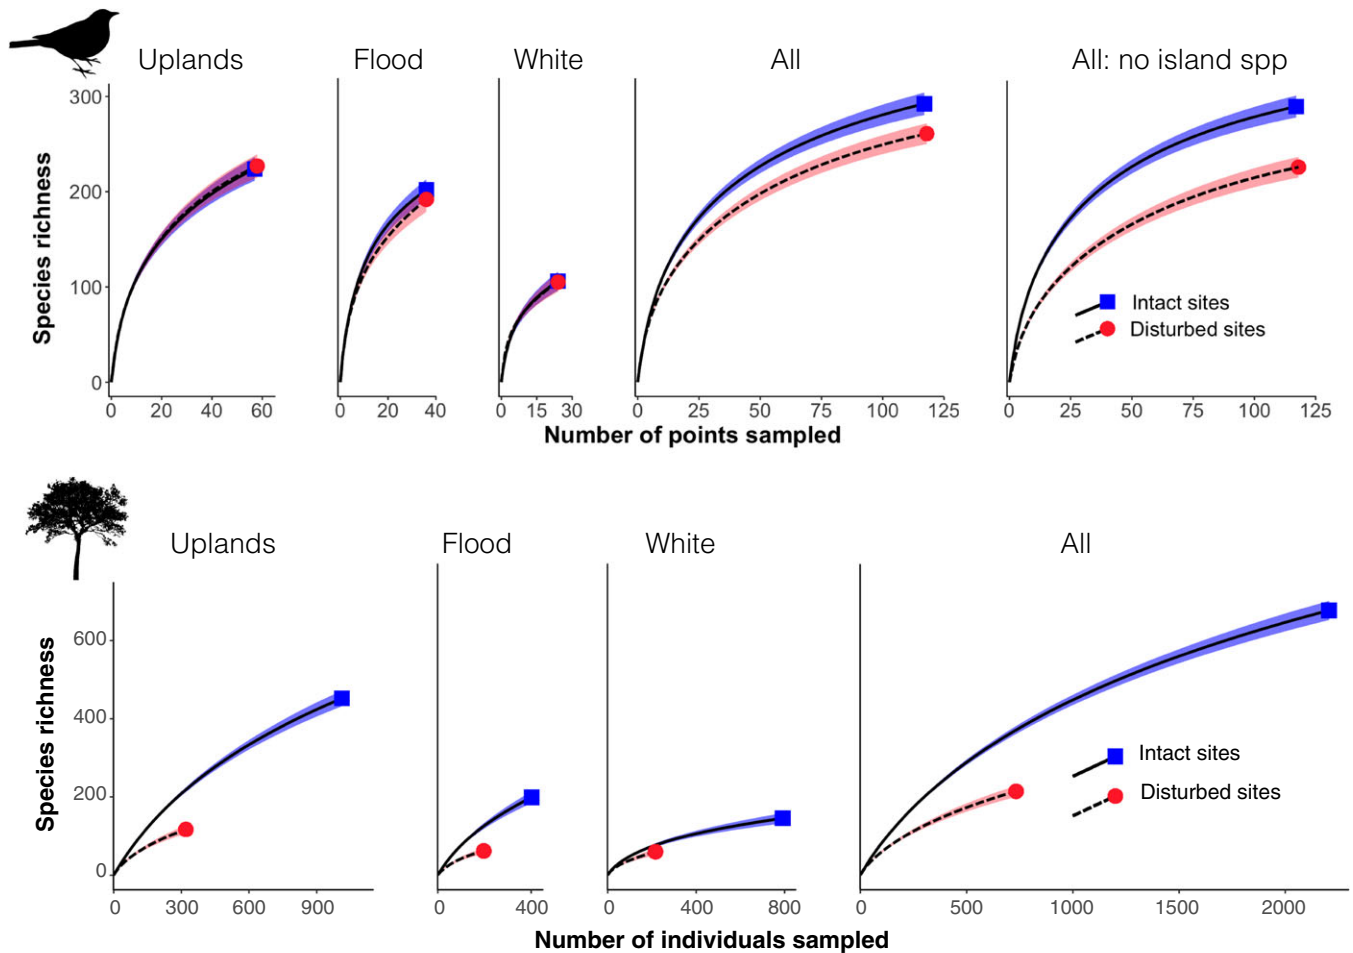 Uplands Flood White All All: no island spp
Species richness
300
200
100
0
Intact sites
Disturbed sites
0 20 40 60 0 20 40 0 15 30 0 25 50 75 100 125 0 25 50 75 100 125
Number of points sampled
Uplands Flood White All
Species richness
600
400
200
0
Intact sites
Disturbed sites
0 300 600 900 0 400 0 400 800 0 500 1000 1500 2000
Number of individuals sampled